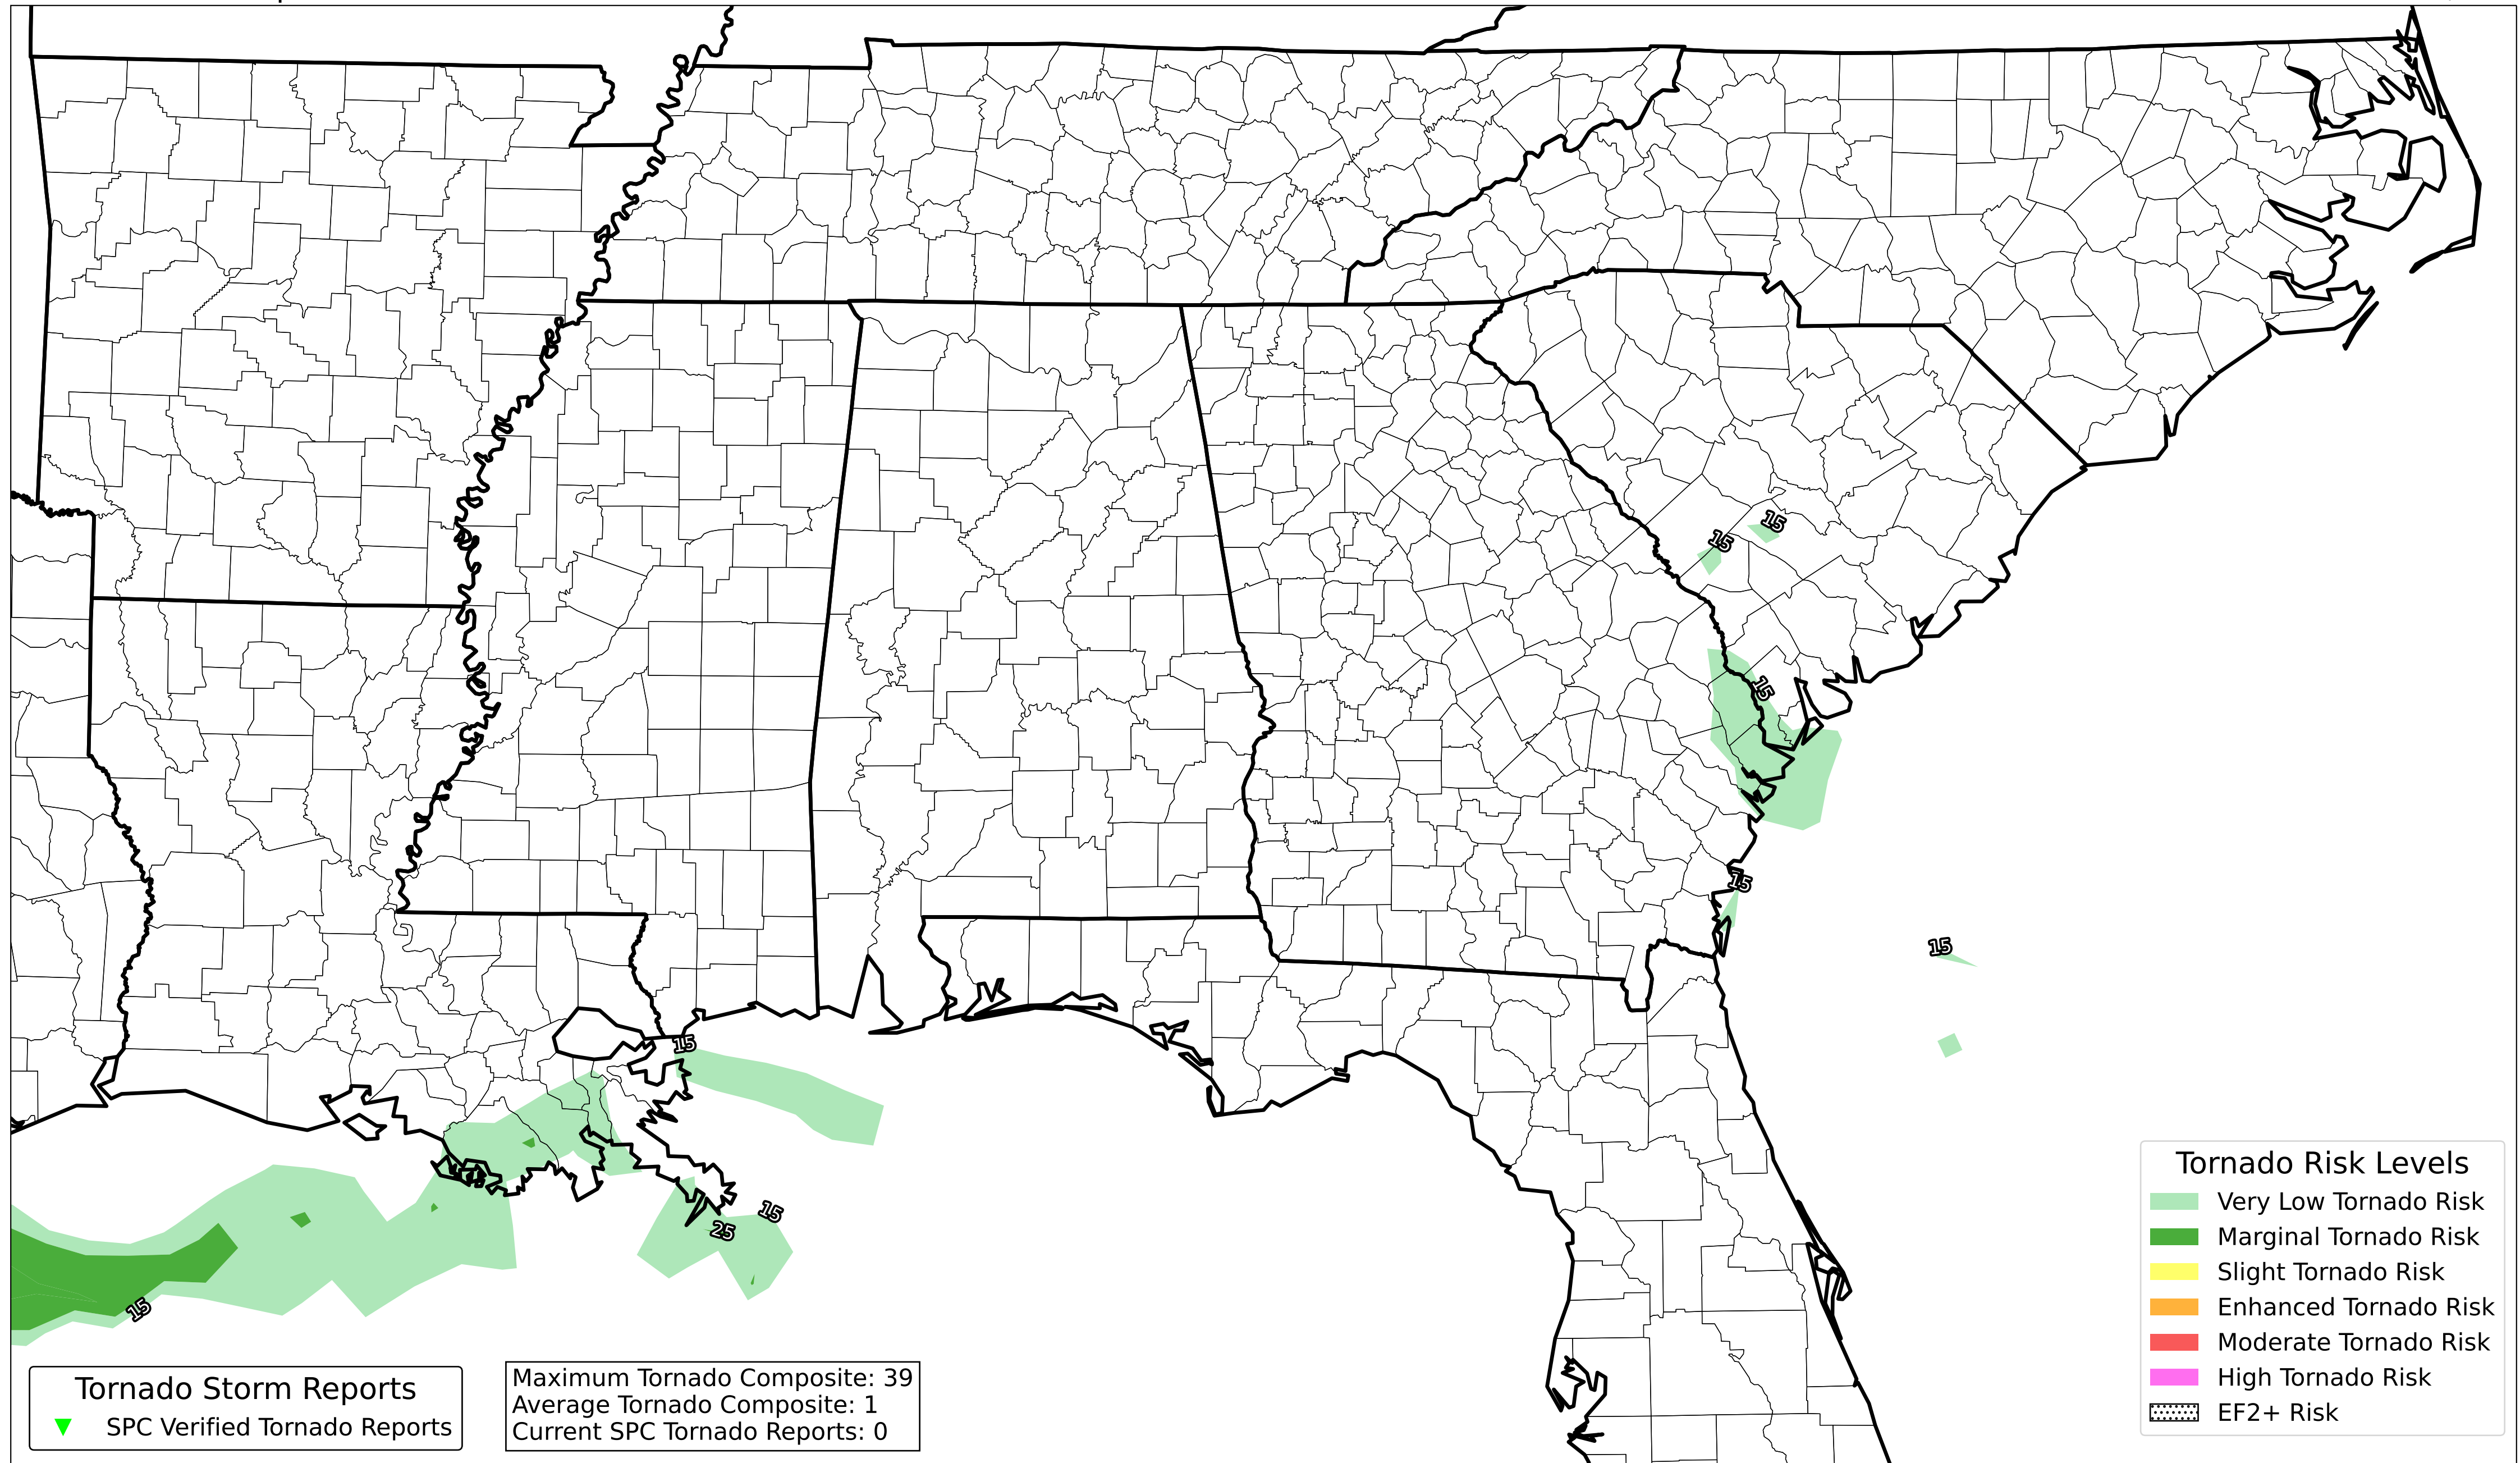 15
15
15
15
15
15
15
25
15
Tornado Risk Levels
Very Low Tornado Risk
Marginal Tornado Risk
Slight Tornado Risk
Enhanced Tornado Risk
Moderate Tornado Risk
High Tornado Risk
EF2+ Risk
Tornado Storm Reports
SPC Verified Tornado Reports
Maximum Tornado Composite: 39
Average Tornado Composite: 1
Current SPC Tornado Reports: 0